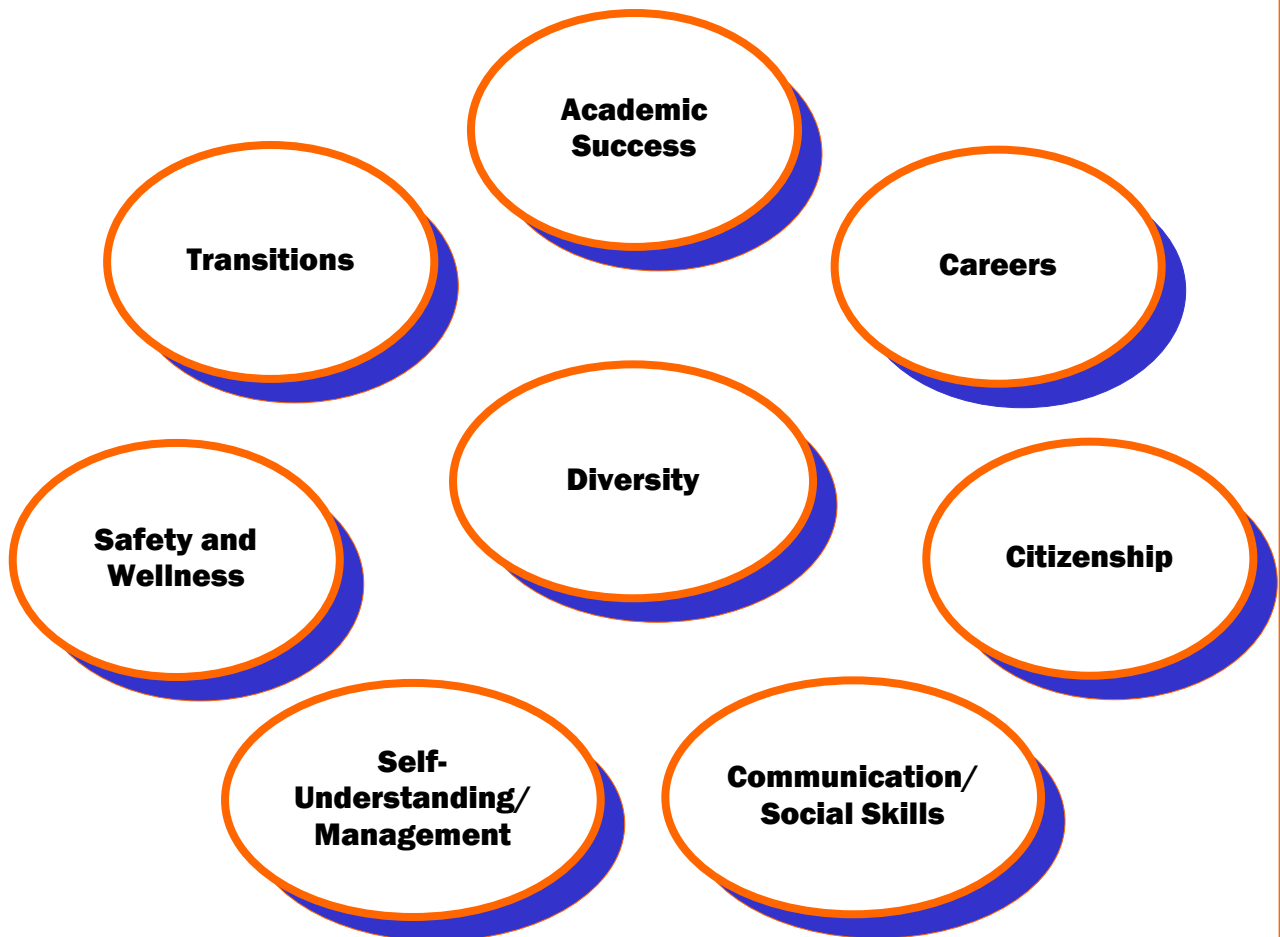 Academic
Success
Transitions
Careers
Diversity
Safety and
Wellness
Citizenship
Self-
Understanding/
Management
Communication/
Social Skills